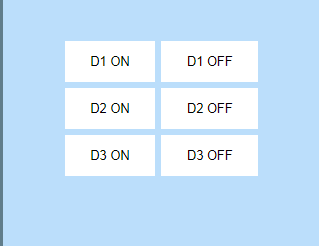 D1 ON D1 OFF
D2 ON D2 OFF
D3 ON D3 OFF